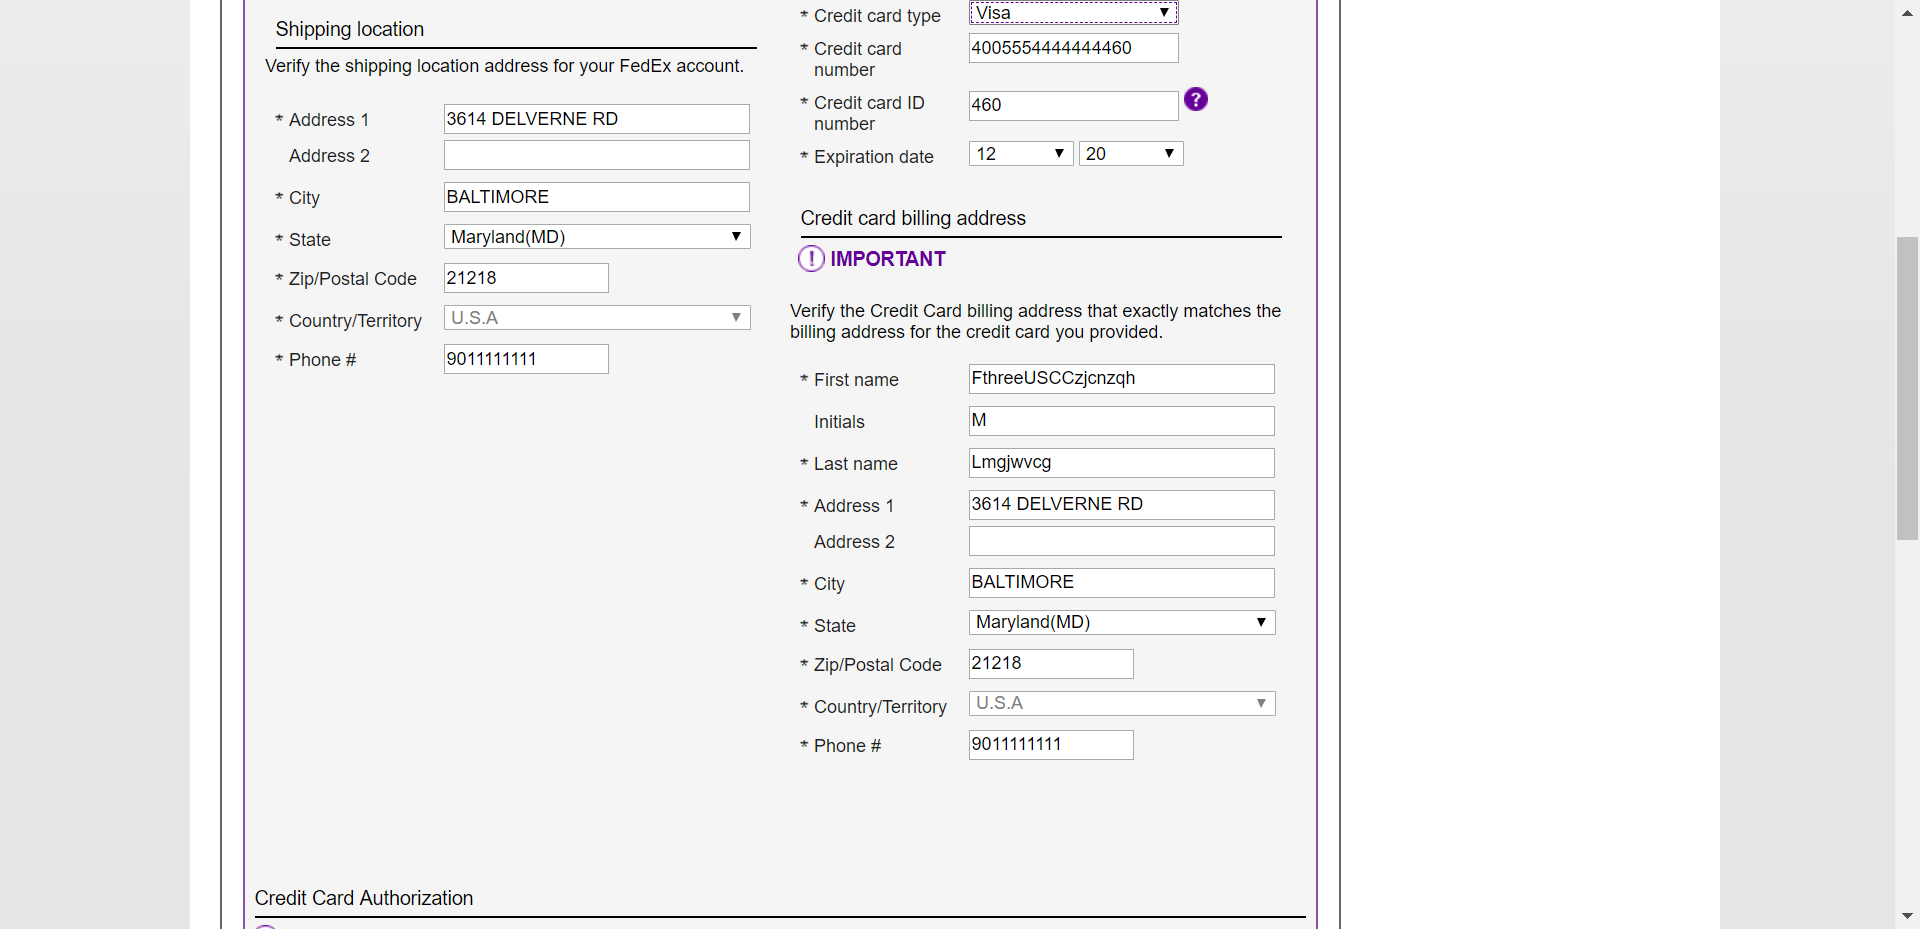 Shipping location
Verify the shipping location address for your FedEx account.
* Address 1 3614 DELVERNE RD
Address 2
* City BALTIMORE
* State Maryland(MD)
* Zip/Postal Code 21218
* Country/Territory U.S.A
* Phone # 9011111111
* Credit card type Visa
* Credit card number 4005554444444460
* Credit card ID number 460 ?
* Expiration date 12 20
Credit card billing address
! IMPORTANT
Verify the Credit Card billing address that exactly matches the
billing address for the credit card you provided.
* First name FthreeUSCCzjcnzqh
Initials M
* Last name Lmgjwvcg
* Address 1 3614 DELVERNE RD
Address 2
* City BALTIMORE
* State Maryland(MD)
* Zip/Postal Code 21218
* Country/Territory U.S.A
* Phone # 9011111111
Credit Card Authorization